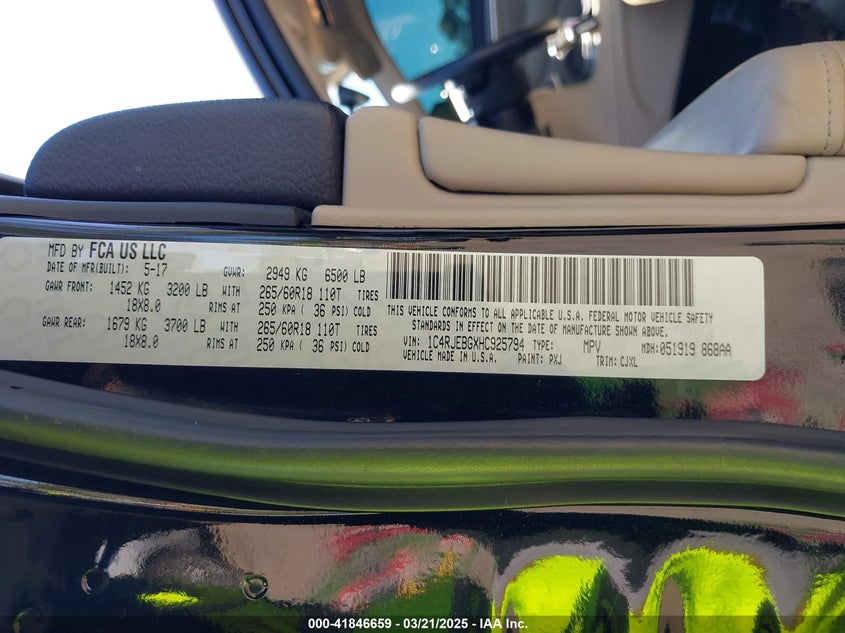 MFD BY FCA US LLC
DATE OF MFR(BUILT): 5-17 GVWR: 2949 KG 6500 LB
GAWR FRONT: 1452 KG 3200 LB WITH 265/60R18 110T TIRES
18X8.0 RIMS AT 250 KPA ( 36 PSI) COLD
GAWR REAR: 1679 KG 3700 LB WITH 265/60R18 110T TIRES
18X8.0 RIMS AT 250 KPA ( 36 PSI) COLD
THIS VEHICLE CONFORMS TO ALL APPLICABLE U.S.A. FEDERAL MOTOR VEHICLE SAFETY
STANDARDS IN EFFECT ON THE DATE OF MANUFACTURE SHOWN ABOVE.
VIN: 1C4RJEBGXHC925794 TYPE: MPV MDH: 051919 868AA
VEHICLE MADE IN U.S.A. PAINT: PXJ TRIM: CJXL
000-41846659 — 03/21/2025 — IAA Inc.